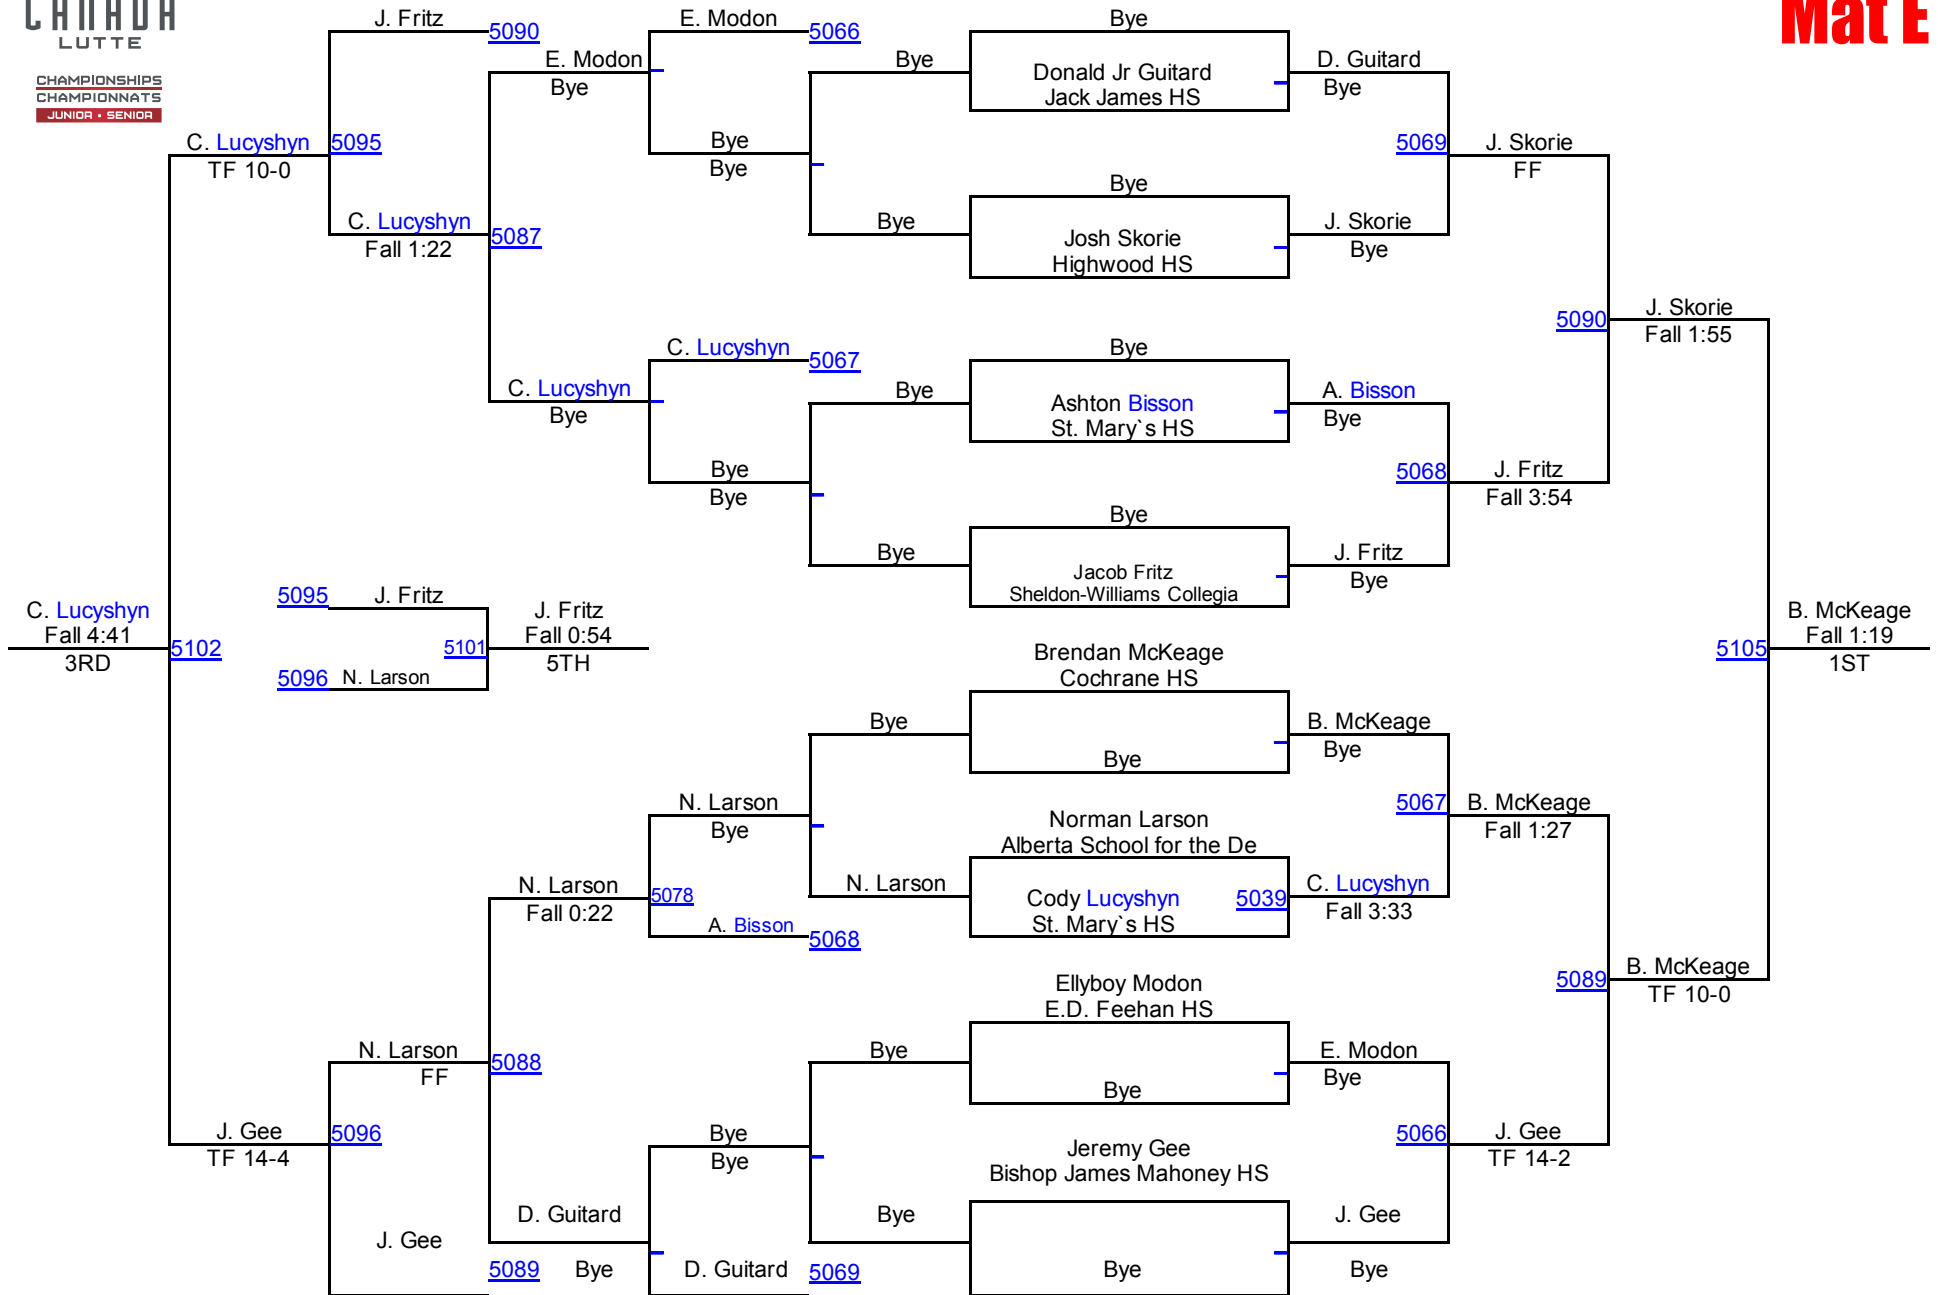 CANADA
LUTTE
CHAMPIONSHIPS
CHAMPIONNATS
JUNIOR • SENIOR
Mat E
J. Fritz
5090
E. Modon
5066
Bye
E. Modon
Bye
Bye
Donald Jr Guitard
Jack James HS
D. Guitard
Bye
C. Lucyshyn
TF 10-0
5095
Bye
Bye
5069
J. Skorie
FF
Bye
C. Lucyshyn
Fall 1:22
5087
Bye
Josh Skorie
Highwood HS
J. Skorie
Bye
5090
J. Skorie
Fall 1:55
C. Lucyshyn
5067
Bye
C. Lucyshyn
Bye
Bye
Ashton Bisson
St. Mary`s HS
A. Bisson
Bye
Bye
Bye
5068
J. Fritz
Fall 3:54
Bye
Bye
Jacob Fritz
Sheldon-Williams Collegia
J. Fritz
Bye
C. Lucyshyn
Fall 4:41
3RD
5102
5095
J. Fritz
5096
N. Larson
5101
J. Fritz
Fall 0:54
5TH
5105
B. McKeage
Fall 1:19
1ST
Brendan McKeage
Cochrane HS
Bye
Bye
B. McKeage
Bye
N. Larson
Bye
Norman Larson
Alberta School for the De
5067
B. McKeage
Fall 1:27
N. Larson
Fall 0:22
5078
N. Larson
Cody Lucyshyn
St. Mary`s HS
5039
C. Lucyshyn
Fall 3:33
A. Bisson
5068
5089
B. McKeage
TF 10-0
Ellyboy Modon
E.D. Feehan HS
N. Larson
FF
5088
Bye
Bye
E. Modon
Bye
J. Gee
TF 14-4
5096
Bye
Bye
Jeremy Gee
Bishop James Mahoney HS
5066
J. Gee
TF 14-2
J. Gee
D. Guitard
Bye
J. Gee
5089
Bye
D. Guitard
5069
Bye
Bye